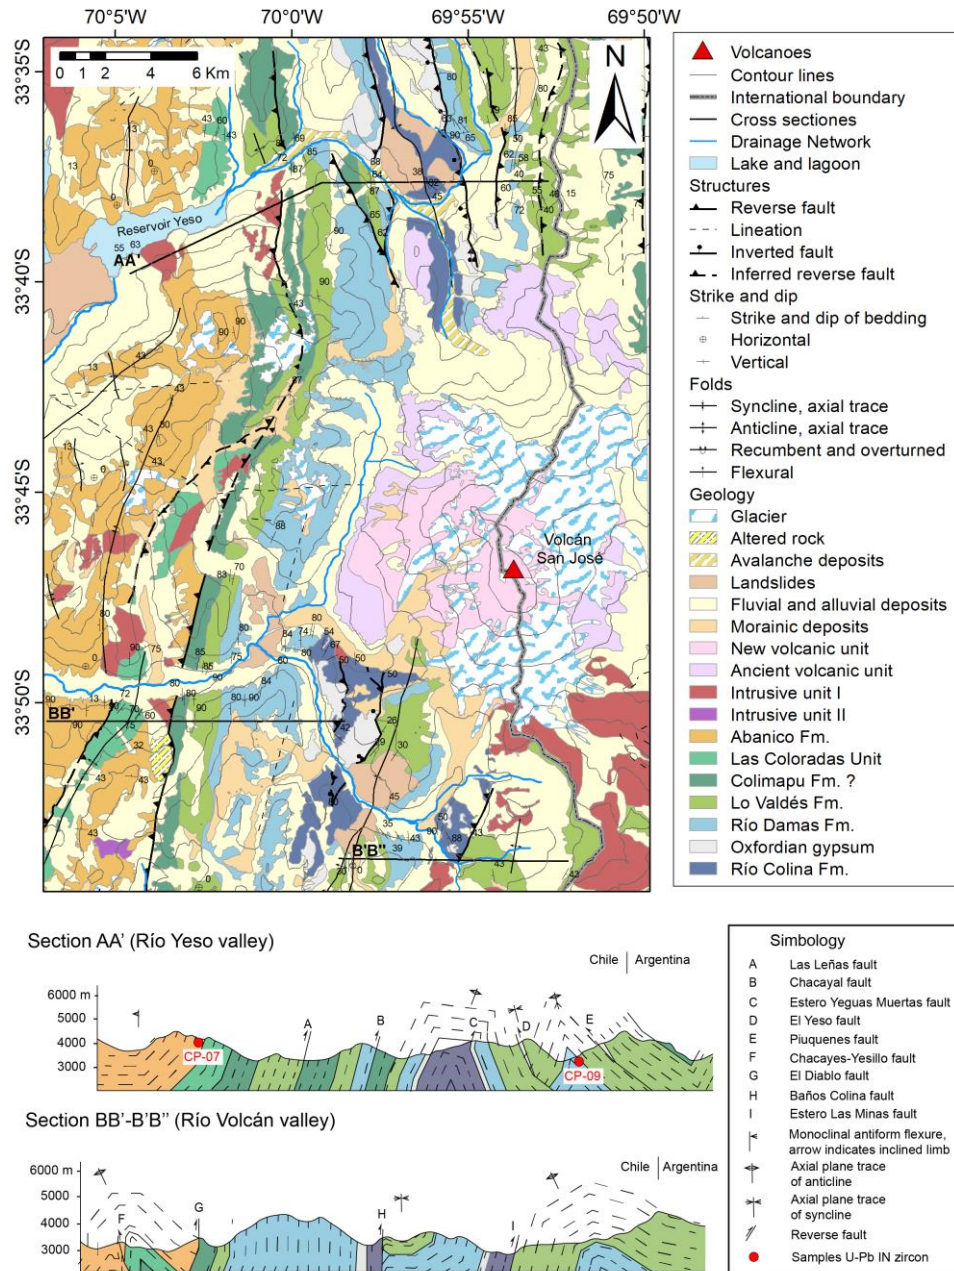 70°5'W 70°00'W 69°55'W 69°50'W
33°35'S
33°40'S
33°45'S
33°50'S
0 1 2 4 6 Km
N
Reservoir Yeso
AA'
BB'
B'B''
Volcán
San José
Volcanoes
Contour lines
International boundary
Cross sectiones
Drainage Network
Lake and lagoon
Structures
Reverse fault
Lineation
Inverted fault
Inferred reverse fault
Strike and dip
Strike and dip of bedding
Horizontal
Vertical
Folds
Syncline, axial trace
Anticline, axial trace
Recumbent and overturned
Flexural
Geology
Glacier
Altered rock
Avalanche deposits
Landslides
Fluvial and alluvial deposits
Morainic deposits
New volcanic unit
Ancient volcanic unit
Intrusive unit I
Intrusive unit II
Abanico Fm.
Las Coloradas Unit
Colimapu Fm. ?
Lo Valdés Fm.
Río Damas Fm.
Oxfordian gypsum
Río Colina Fm.
Section AA' (Río Yeso valley)
Chile | Argentina
6000 m
5000
4000
3000
A B C D E
CP-07
CP-09
Section BB'-B'B'' (Río Volcán valley)
Chile | Argentina
6000 m
5000
4000
3000
F G H I
Simbology
A Las Leñas fault
B Chacayal fault
C Estero Yeguas Muertas fault
D El Yeso fault
E Piuquenes fault
F Chacayes-Yesillo fault
G El Diablo fault
H Baños Colina fault
I Estero Las Minas fault
Monoclinal antiform flexure,
arrow indicates inclined limb
Axial plane trace
of anticline
Axial plane trace
of syncline
Reverse fault
Samples U-Pb IN zircon